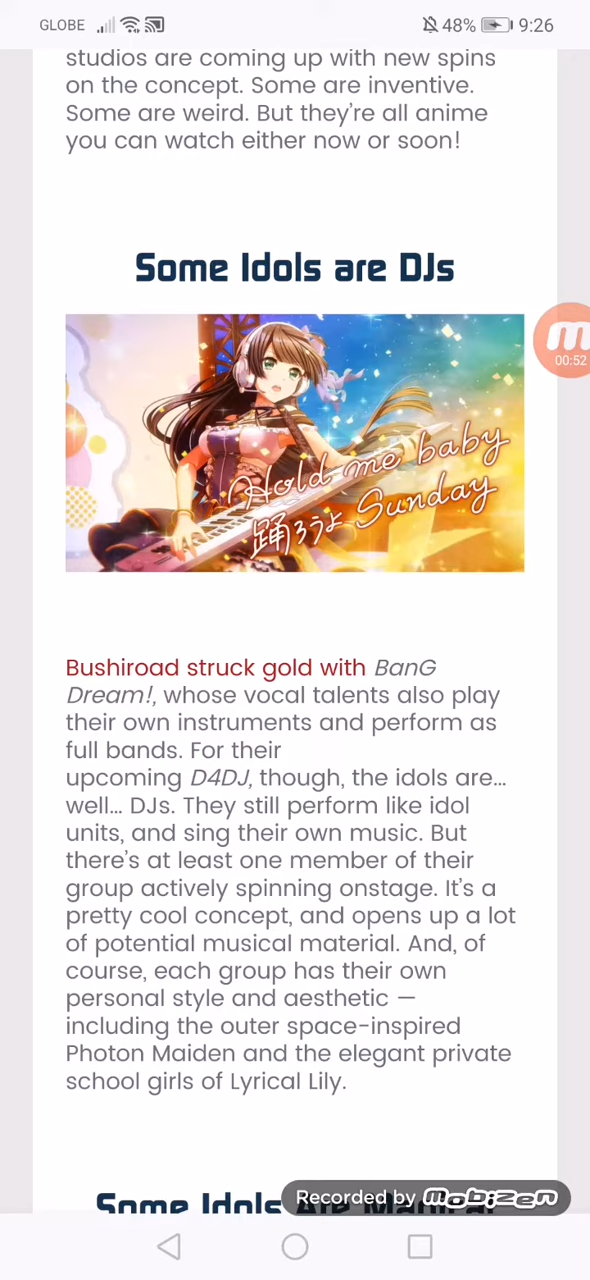 GLOBE 48% 9:26
studios are coming up with new spins
on the concept. Some are inventive.
Some are weird. But they’re all anime
you can watch either now or soon!
Some Idols are DJs
00:52
Hold me baby
踊ろうよ Sunday
Bushiroad struck gold with BanG
Dream!, whose vocal talents also play
their own instruments and perform as
full bands. For their
upcoming D4DJ, though, the idols are…
well… DJs. They still perform like idol
units, and sing their own music. But
there’s at least one member of their
group actively spinning onstage. It’s a
pretty cool concept, and opens up a lot
of potential musical material. And, of
course, each group has their own
personal style and aesthetic —
including the outer space-inspired
Photon Maiden and the elegant private
school girls of Lyrical Lily.
Some Idols Are Magical
Recorded by mobizen